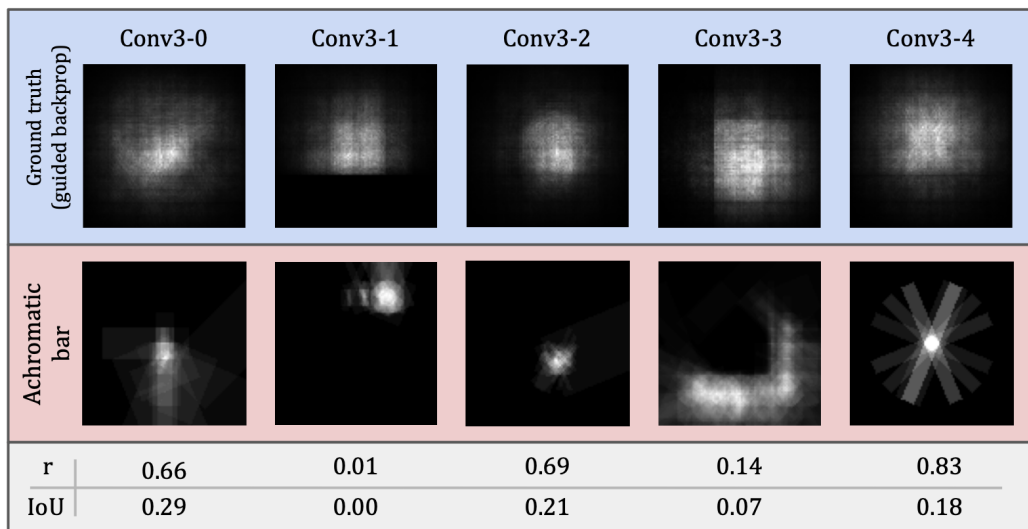 Conv3-0 Conv3-1 Conv3-2 Conv3-3 Conv3-4
Ground truth
(guided backprop)
Achromatic
bar
r 0.66 0.01 0.69 0.14 0.83
IoU 0.29 0.00 0.21 0.07 0.18